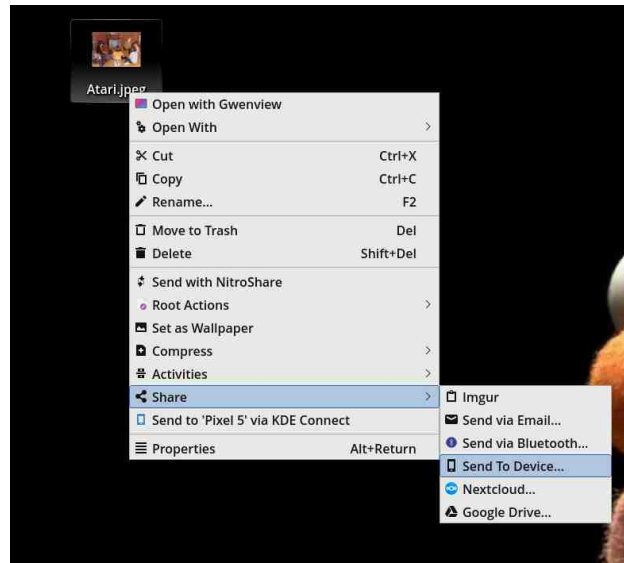 Atari.jpeg
Open with Gwenview
Open With
Cut Ctrl+X
Copy Ctrl+C
Rename... F2
Move to Trash Del
Delete Shift+Del
Send with NitroShare
Root Actions
Set as Wallpaper
Compress
Activities
Share
Send to 'Pixel 5' via KDE Connect
Properties Alt+Return
Imgur
Send via Email...
Send via Bluetooth...
Send To Device...
Nextcloud...
Google Drive...